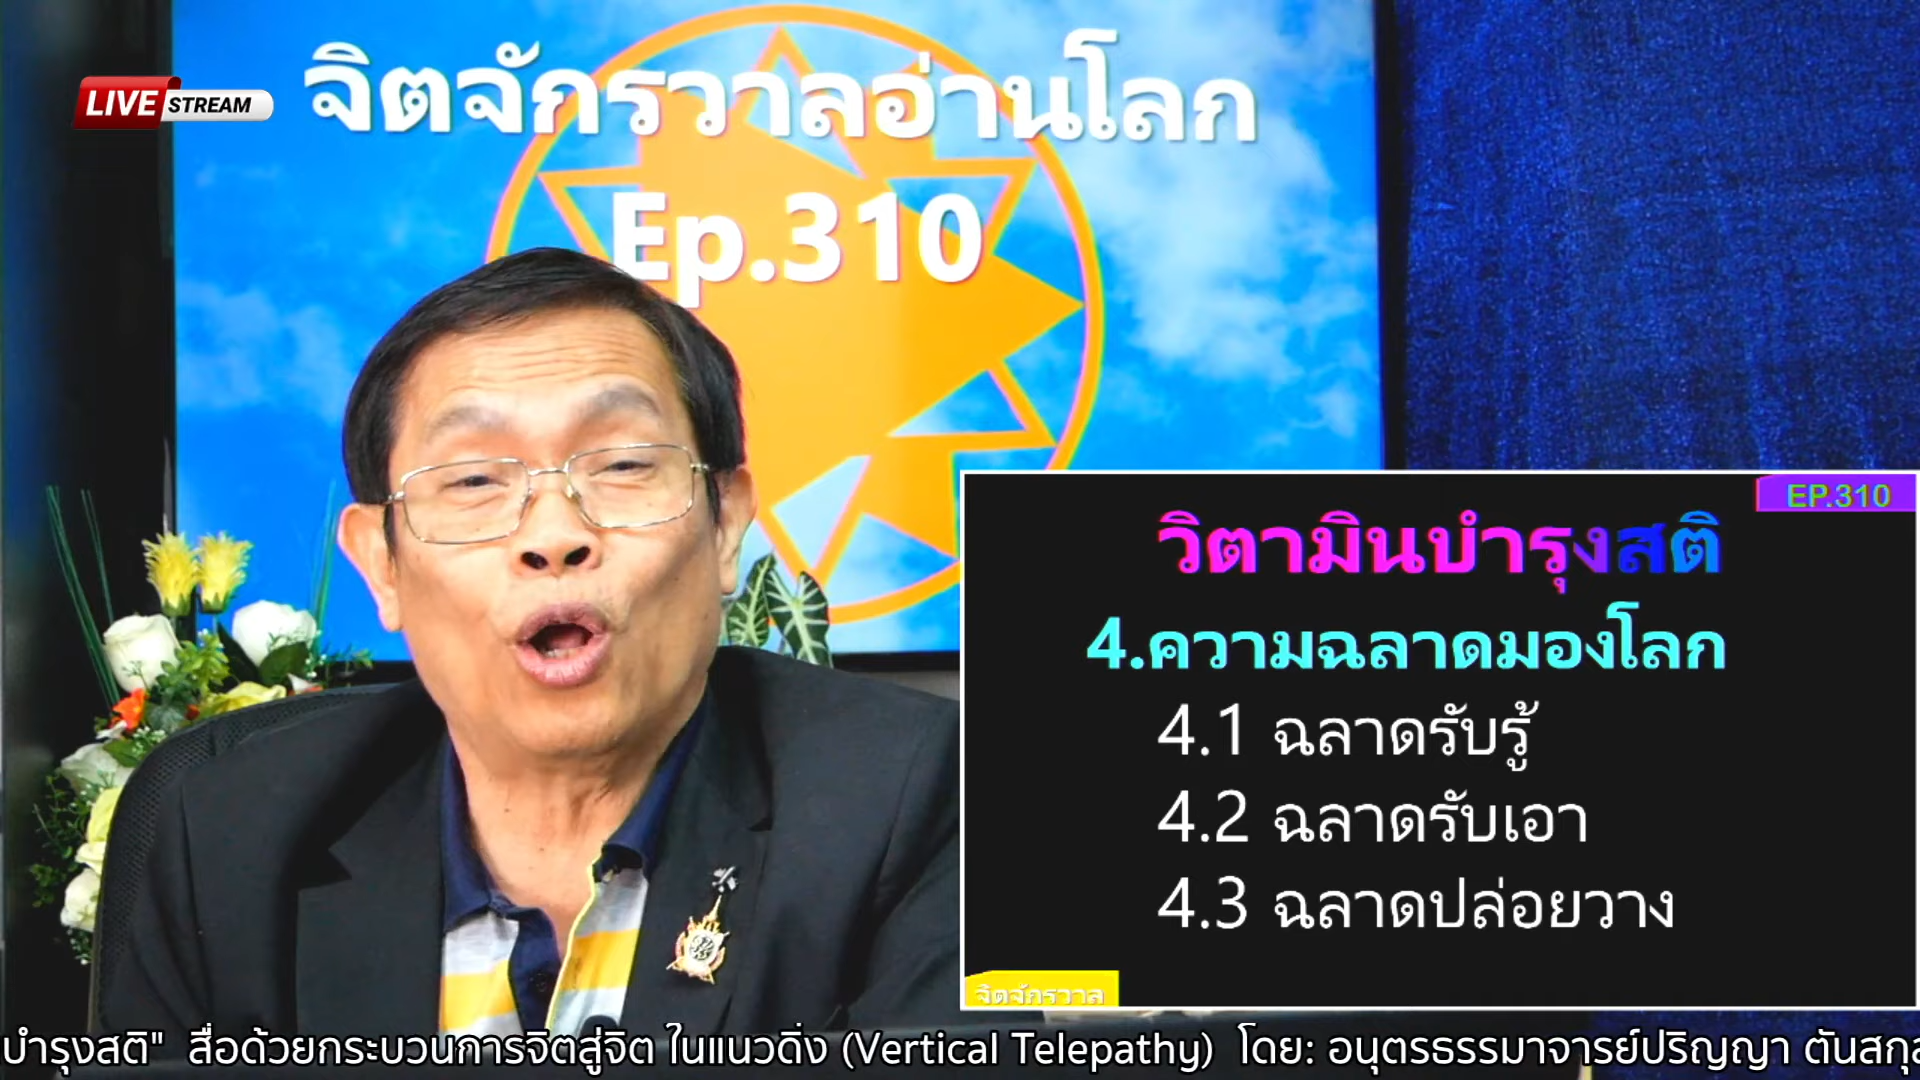 LIVE STREAM
จิตจักรวาลอ่านโลก
Ep.310
EP.310
วิตามินบำรุงสติ
4.ความฉลาดมองโลก
4.1 ฉลาดรับรู้
4.2 ฉลาดรับเอา
4.3 ฉลาดปล่อยวาง
จิตจักรวาล
บำรุงสติ" สื่อด้วยกระบวนการจิตสู่จิต ในแนวดิ่ง (Vertical Telepathy) โดย: อนุตรธรรมาจารย์ปริญญา ตันสกุล